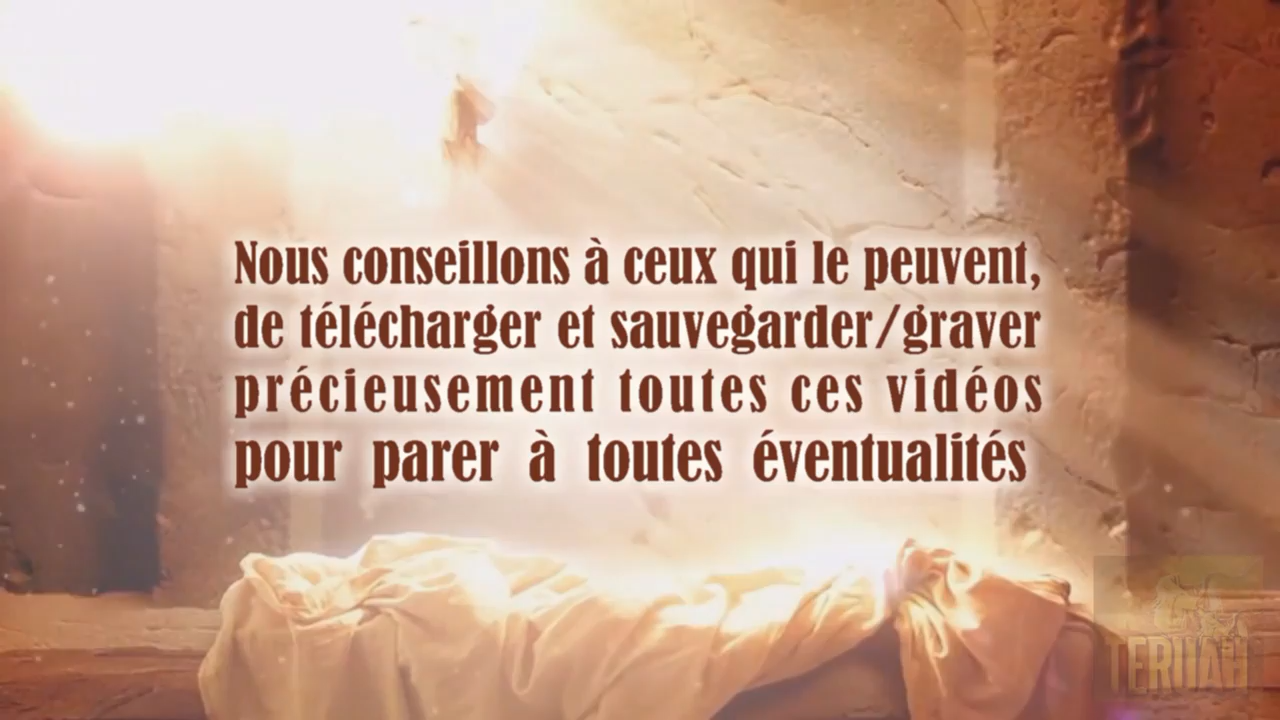 Nous conseillons à ceux qui le peuvent,
de télécharger et sauvegarder/graver
précieusement toutes ces vidéos
pour parer à toutes éventualités
TERUAH